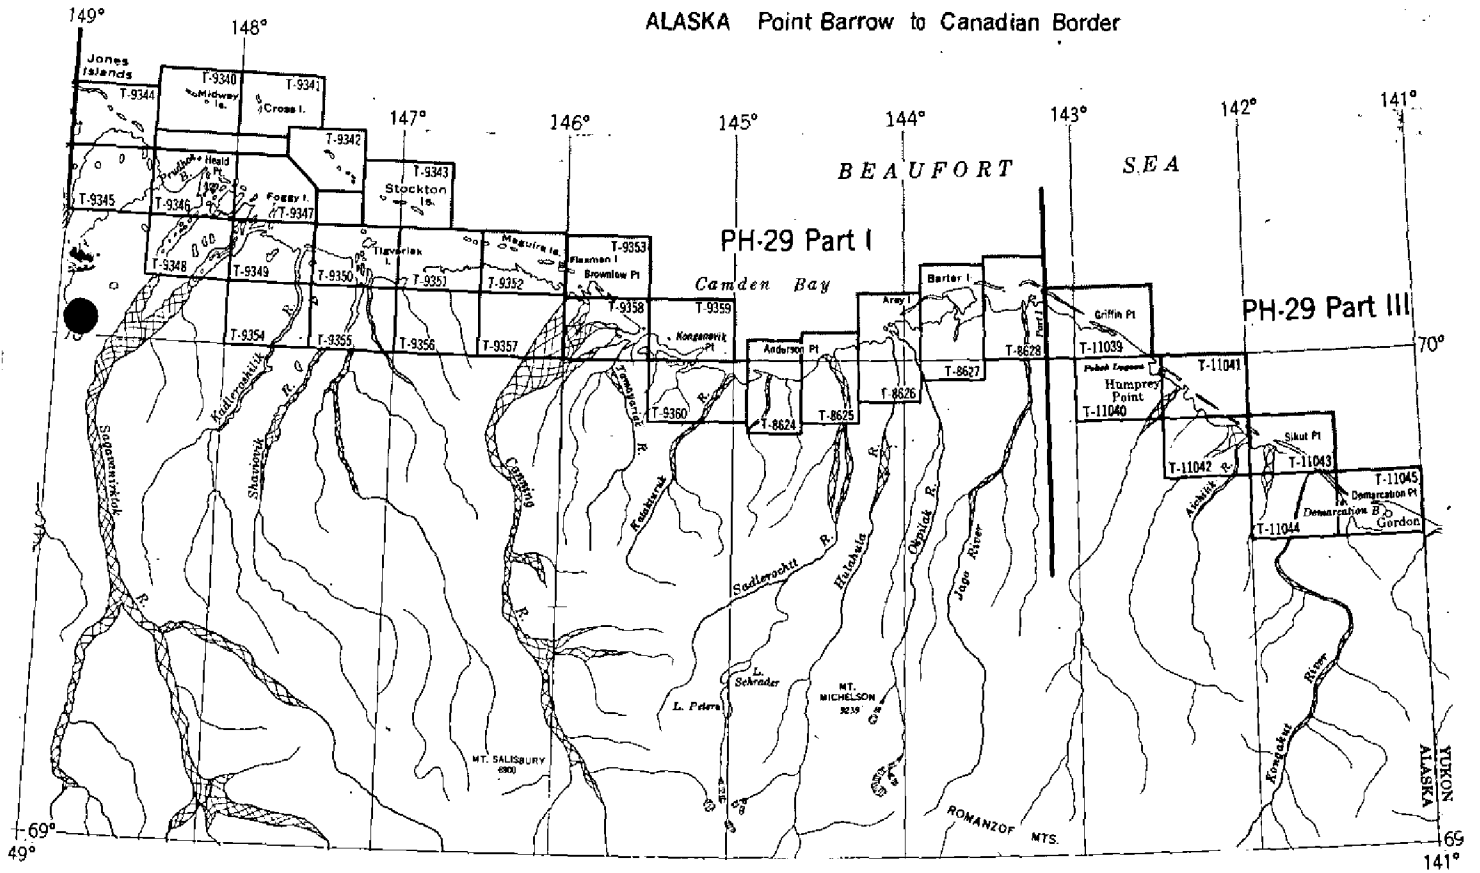 ALASKA Point Barrow to Canadian Border
149°
148°
147°
146°
145°
144°
143°
142°
141°
Jones
Islands
T-9344
T-9340
Midway
Is.
T-9341
Cross I.
T-9342
T-9343
Stockton
Is.
BEAUFORT SEA
Prudhoe
B.
Heald
Pt.
T-9345
T-9346
Foggy I.
T-9347
PH-29 Part I
T-9348
T-9349
T-9350
Tigvariak
I.
T-9351
Maguire Is.
T-9352
Flaxman I
T-9353
Brownlow Pt
Camden Bay
Barter I
Arey I
T-9354
T-9355
T-9356
T-9357
T-9358
T-9359
Konganevik
Pt
Anderson Pt
T-9360
T-8624
T-8625
T-8626
T-8627
T-8628
Part I
Griffin Pt
PH-29 Part III
T-11039
70°
Pokok Lagoon
Humprey
Point
T-11040
T-11041
T-11042
Sikut Pt
T-11043
T-11045
Demarcation Pt
Demarcation B.
Gordon
T-11044
Sagavanirktok
R.
Kadleroshilik R.
Shaviovik R.
Canning
R.
Tamayariak R.
Katakturuk R.
Sadlerochit R.
Hulahula R.
Okpilak R.
Jago River
Aichilik R.
Kongakut River
L.
Schrader
L. Peters
MT.
MICHELSON
9239
MT. SALISBURY
ROMANZOF MTS.
YUKON
ALASKA
69°
49°
69
141°